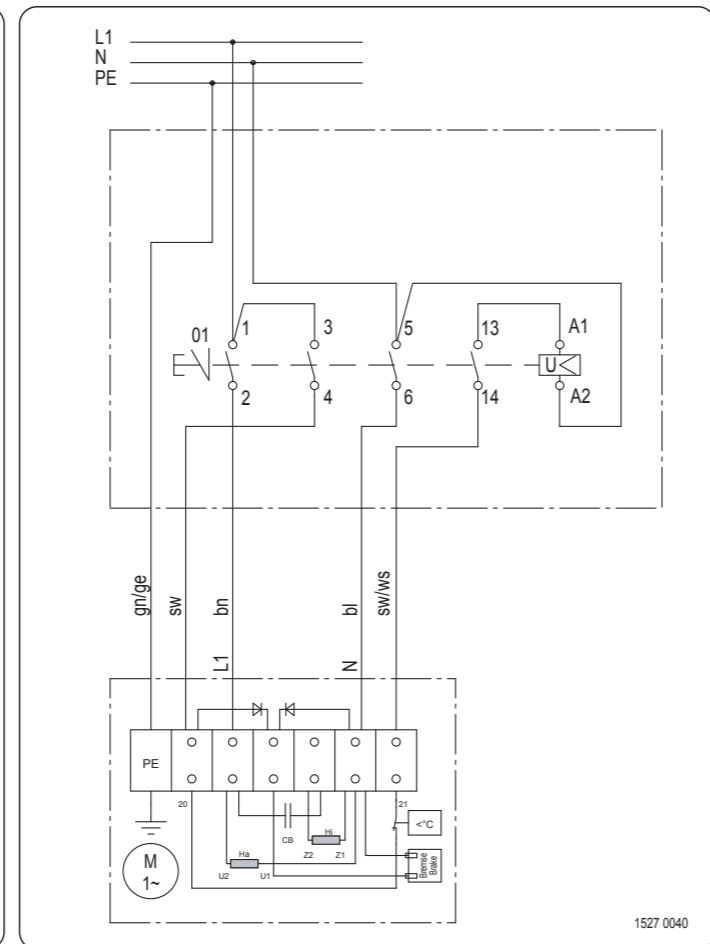 L1
N
PE
01 1 3 5 13 A1
U<
2 4 6 14 A2
gn/ge sw bn bl sw/ws
L1 N
PE
20 21
<°C
CB Hi
Ha Z2 Z1
U2 U1
M
1~
Bremse
Brake
1527 0040